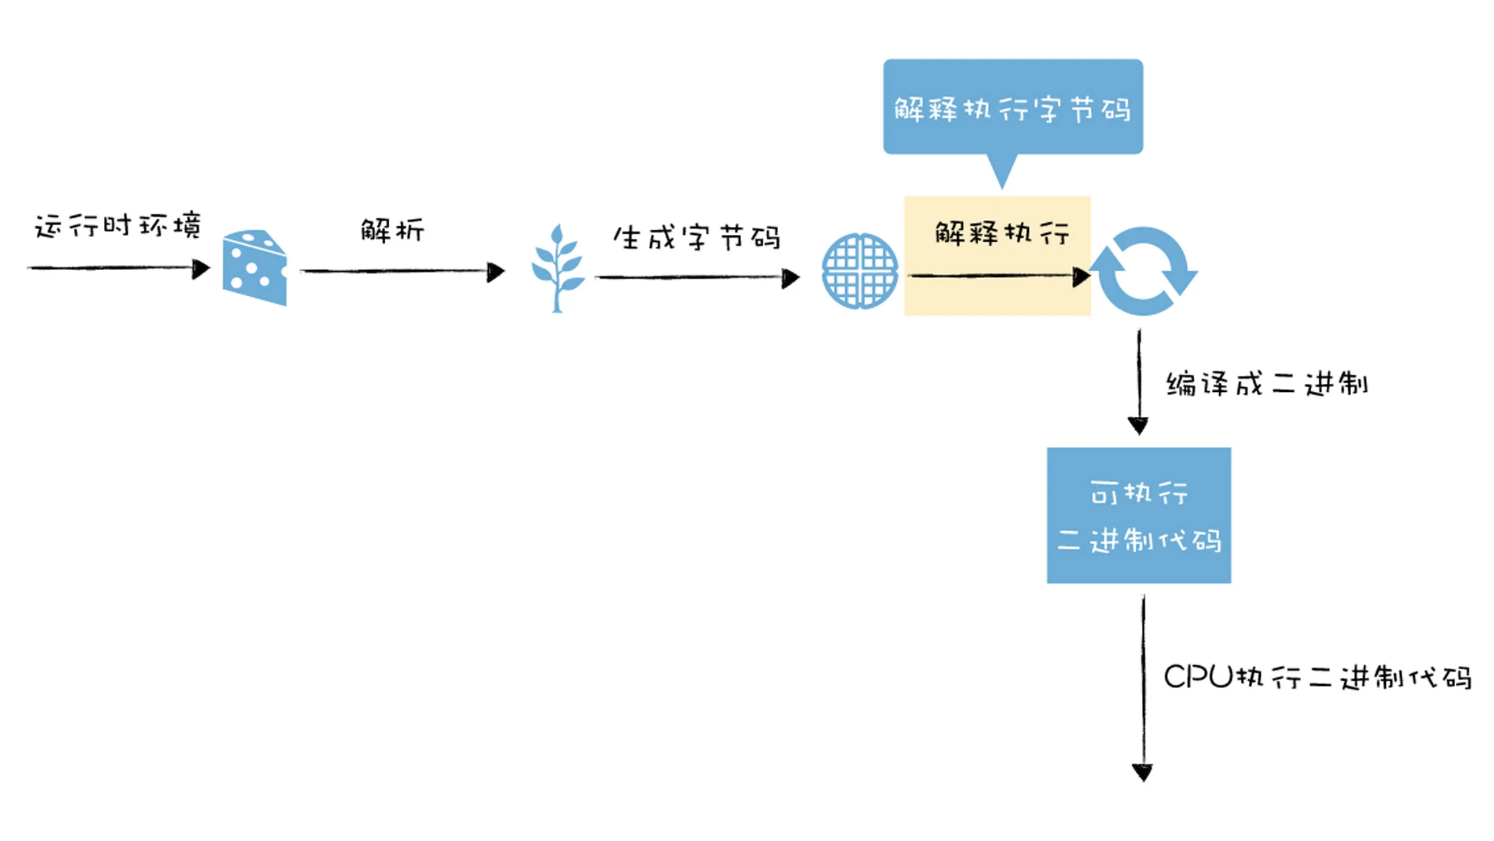 解释执行字节码
运行时环境
解析
生成字节码
解释执行
编译成二进制
可执行
二进制代码
CPU执行二进制代码